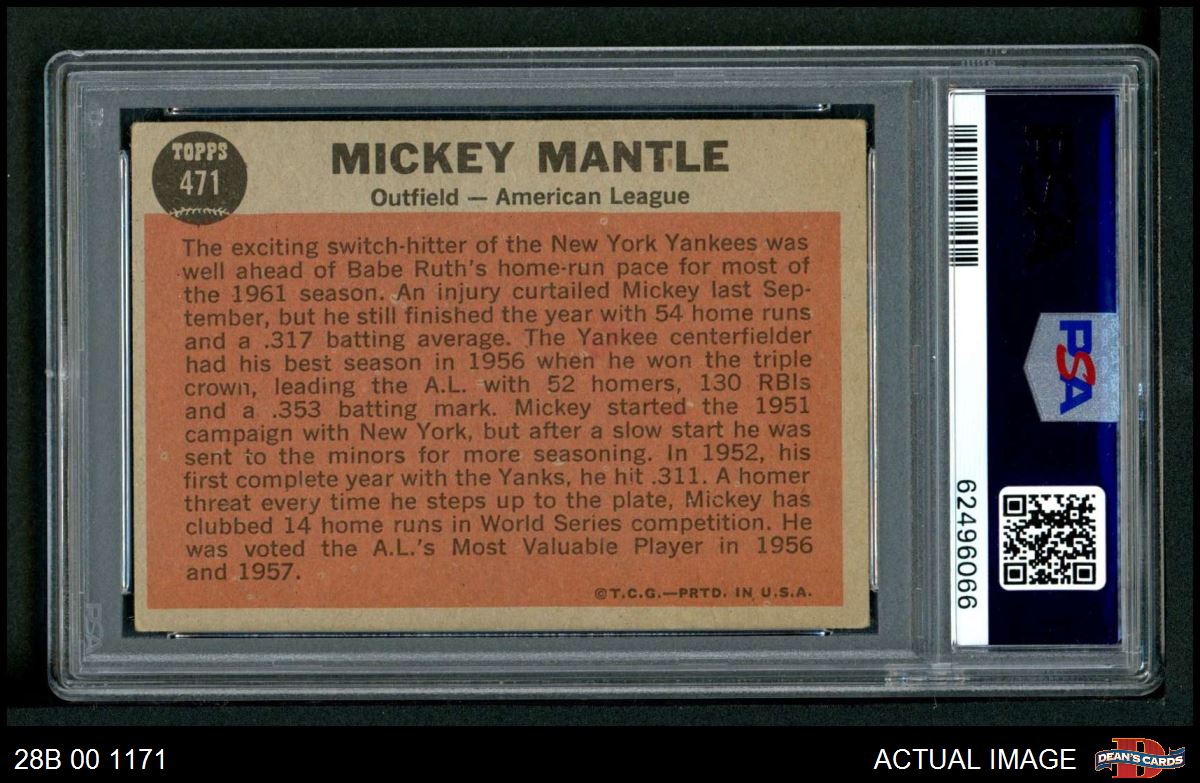 TOPPS
471
MICKEY MANTLE
Outfield — American League
The exciting switch-hitter of the New York Yankees was
well ahead of Babe Ruth's home-run pace for most of
the 1961 season. An injury curtailed Mickey last Sep-
tember, but he still finished the year with 54 home runs
and a .317 batting average. The Yankee centerfielder
had his best season in 1956 when he won the triple
crown, leading the A.L. with 52 homers, 130 RBIs
and a .353 batting mark. Mickey started the 1951
campaign with New York, but after a slow start he was
sent to the minors for more seasoning. In 1952, his
first complete year with the Yanks, he hit .311. A homer
threat every time he steps up to the plate, Mickey has
clubbed 14 home runs in World Series competition. He
was voted the A.L.'s Most Valuable Player in 1956
and 1957.
©T.C.G.—PRTD. IN U.S.A.
PSA
PSA
62496066
PSA
28B 00 1171
ACTUAL IMAGE
DEAN'S CARDS